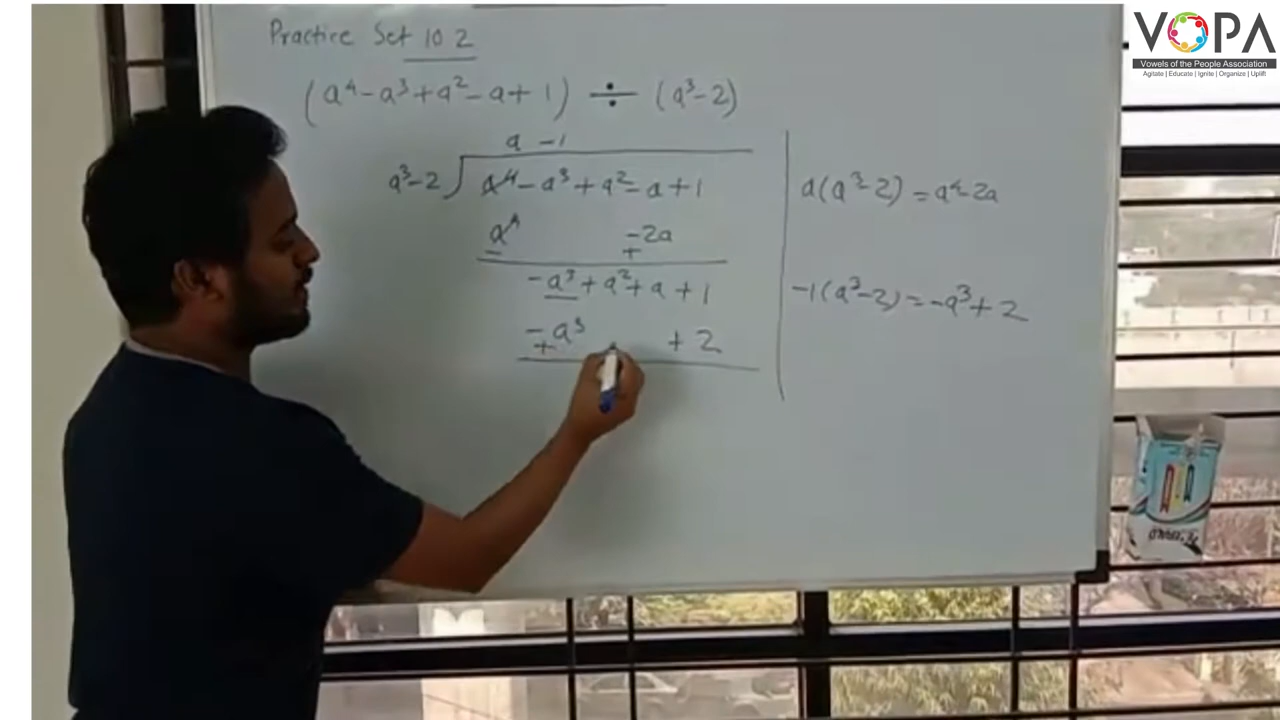 Practice Set 10.2
(a⁴-a³+a²-a+1) ÷ (a³-2)
a -1
a³-2) a⁴-a³+a²-a+1
a⁴ -2a
- +
-a³+a²+a+1
-a³ +2
+
a(a³-2)=a⁴-2a
-1(a³-2)=-a³+2
VOPA
Vowels of the People Association
Agitate | Educate | Ignite | Organize | Uplift